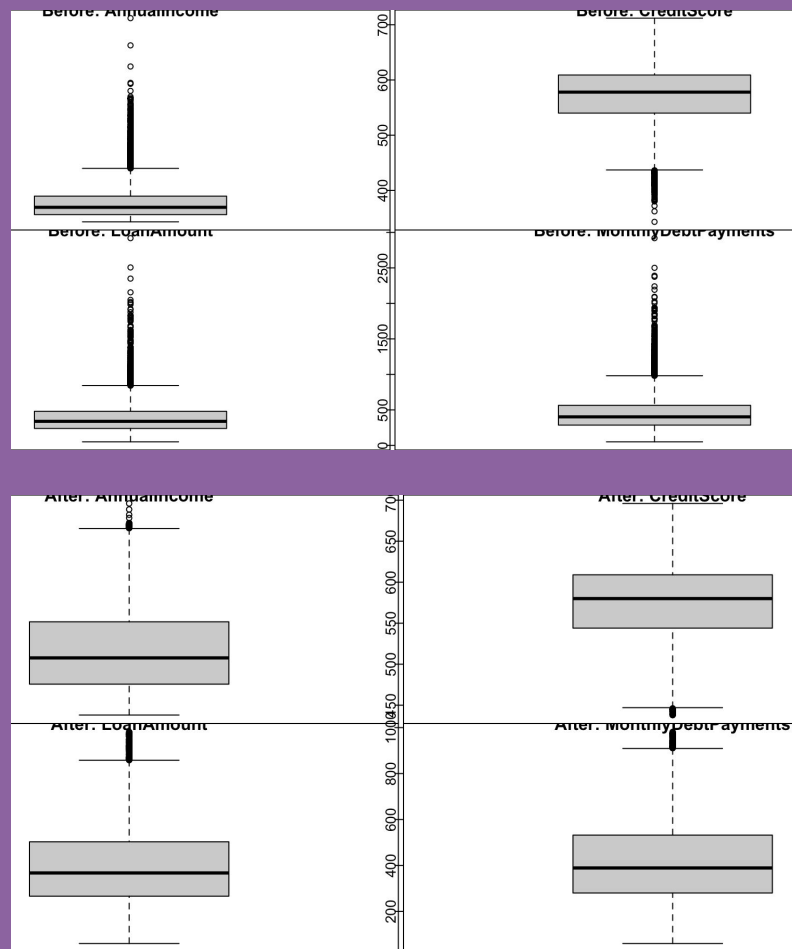 Before: AnnualIncome
Before: CreditScore
700
600
500
400
Before: LoanAmount
Before: MonthlyDebtPayments
2500
1500
500
0
After: AnnualIncome
After: CreditScore
70
650
600
550
500
450
After: LoanAmount
After: MonthlyDebtPayments
1000
800
600
400
200